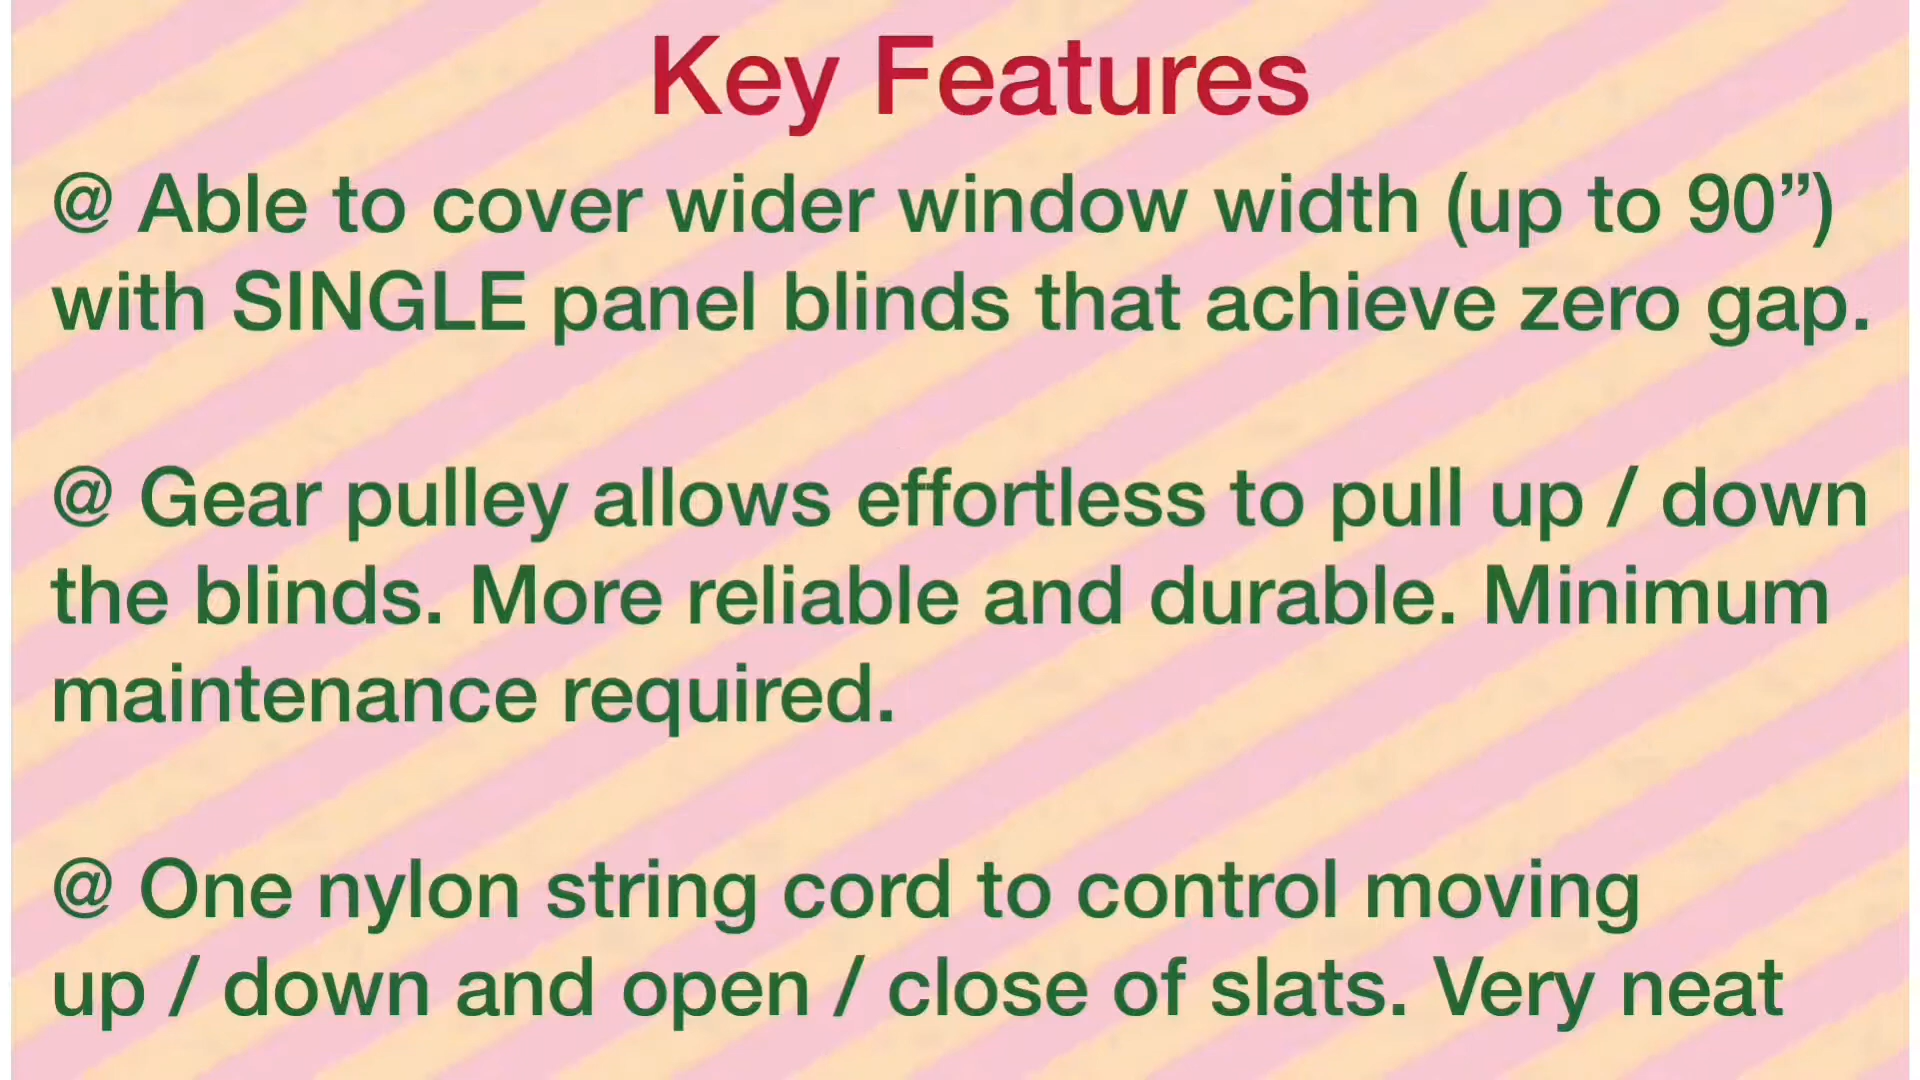 Key Features
@ Able to cover wider window width (up to 90”)
with SINGLE panel blinds that achieve zero gap.
@ Gear pulley allows effortless to pull up / down
the blinds. More reliable and durable. Minimum
maintenance required.
@ One nylon string cord to control moving
up / down and open / close of slats. Very neat